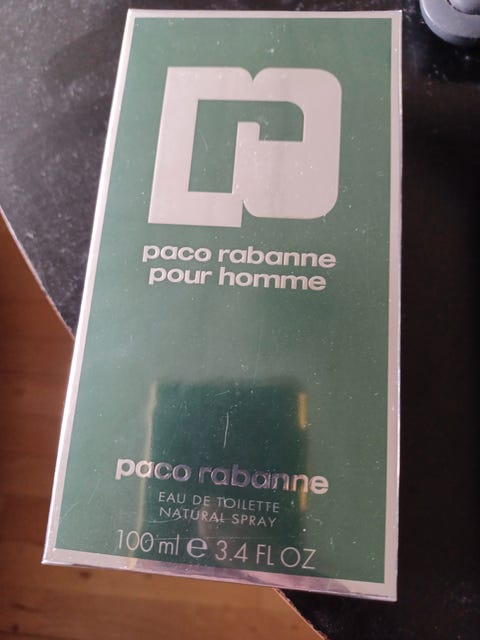 paco rabanne
pour homme
paco rabanne
EAU DE TOILETTE
NATURAL SPRAY
100 ml ℮ 3.4 FL OZ